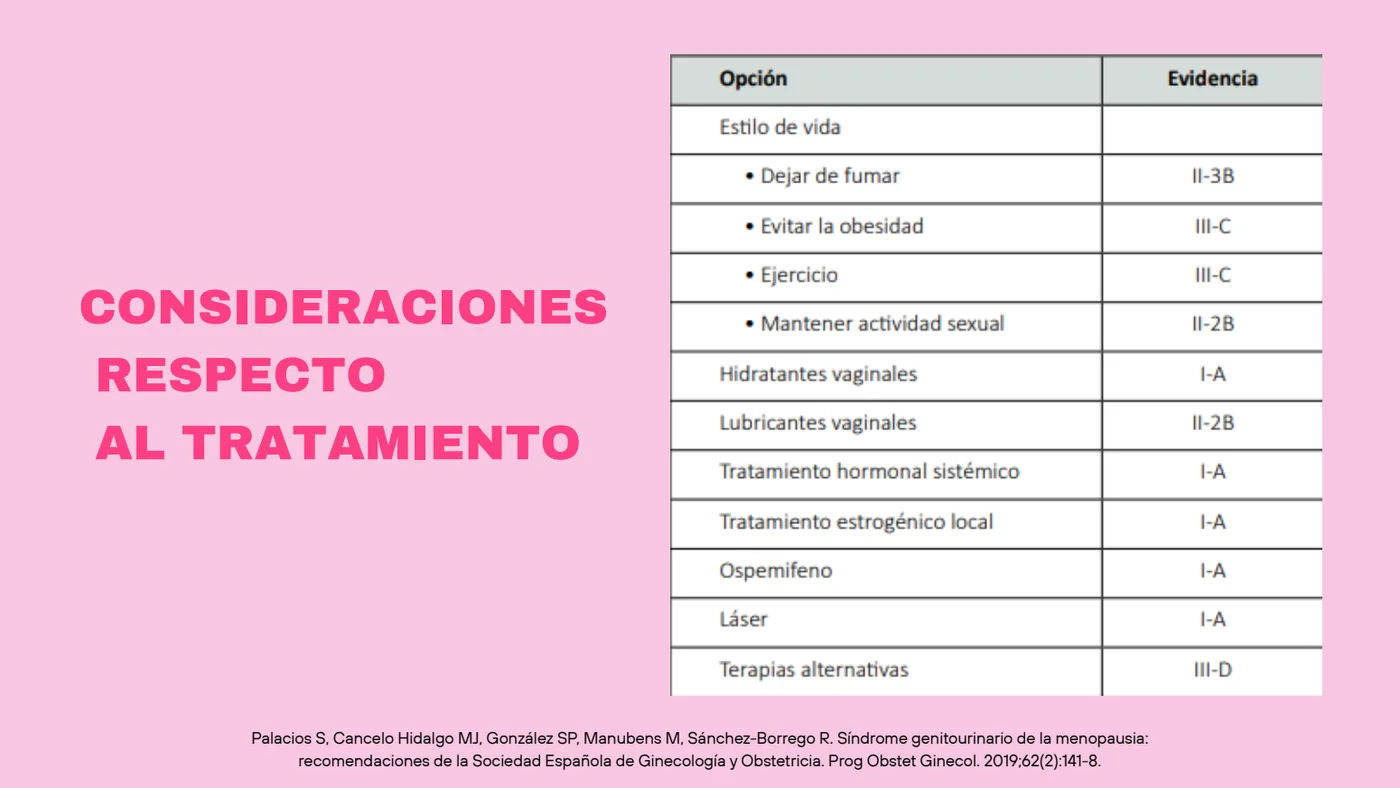 CONSIDERACIONES
RESPECTO
AL TRATAMIENTO
Opción Evidencia
Estilo de vida
• Dejar de fumar II-3B
• Evitar la obesidad III-C
• Ejercicio III-C
• Mantener actividad sexual II-2B
Hidratantes vaginales I-A
Lubricantes vaginales II-2B
Tratamiento hormonal sistémico I-A
Tratamiento estrogénico local I-A
Ospemifeno I-A
Láser I-A
Terapias alternativas III-D
Palacios S, Cancelo Hidalgo MJ, González SP, Manubens M, Sánchez-Borrego R. Síndrome genitourinario de la menopausia:
recomendaciones de la Sociedad Española de Ginecología y Obstetricia. Prog Obstet Ginecol. 2019;62(2):141-8.